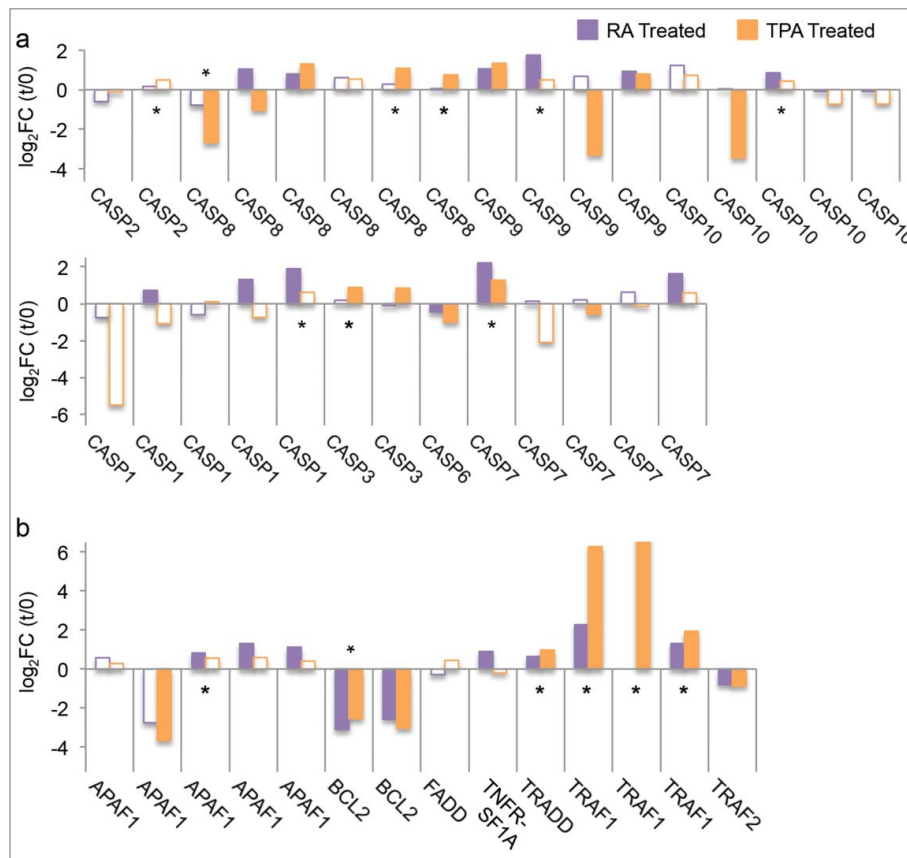 a
RA Treated TPA Treated
log₂FC (t/0)
2
0
-2
-4
*
* * * * *
CASP2 CASP2 CASP8 CASP8 CASP8 CASP8 CASP8 CASP8 CASP9 CASP9 CASP9 CASP9 CASP10 CASP10 CASP10 CASP10 CASP10
log₂FC (t/0)
2
0
-2
-4
-6
* * *
CASP1 CASP1 CASP1 CASP1 CASP1 CASP3 CASP3 CASP6 CASP7 CASP7 CASP7 CASP7 CASP7
b
log₂FC (t/0)
6
4
2
0
-2
-4
*
* * * * *
APAF1 APAF1 APAF1 APAF1 APAF1 BCL2 BCL2 FADD TNFR- TRADD TRAF1 TRAF1 TRAF1 TRAF2
SF1A